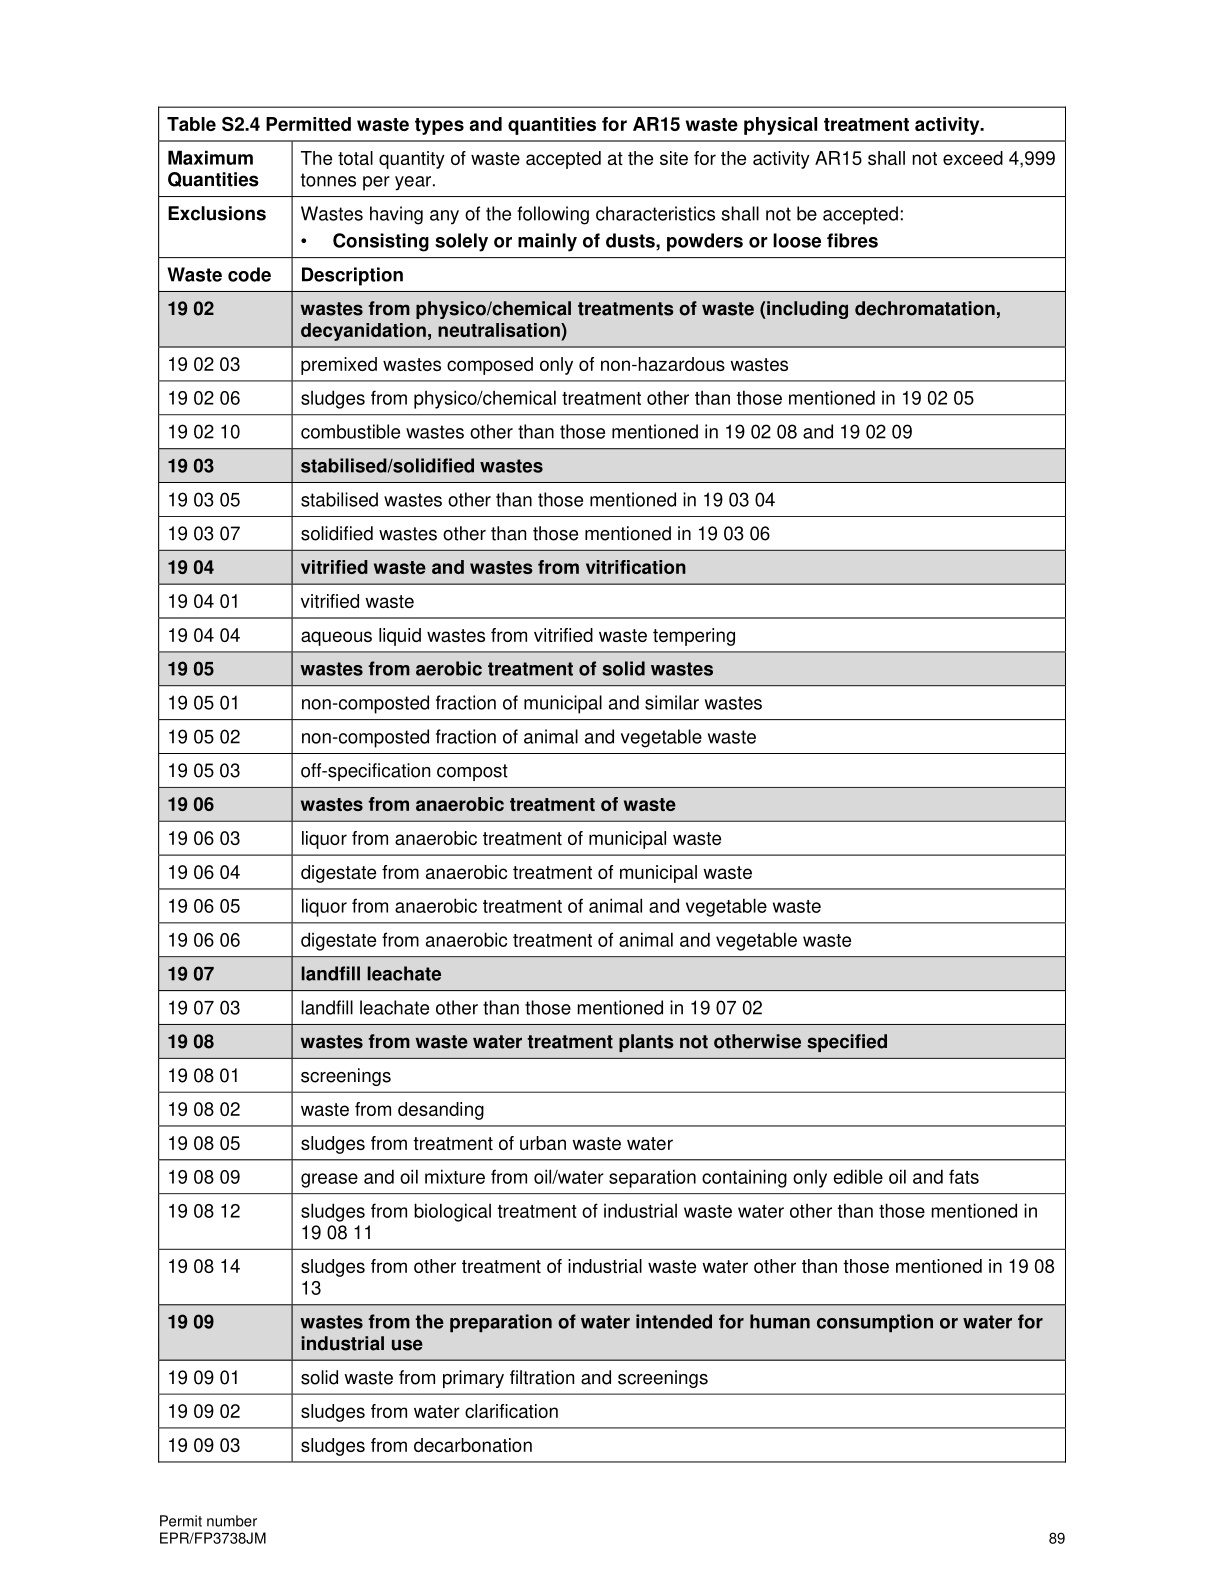 Table S2.4 Permitted waste types and quantities for AR15 waste physical treatment activity.
Maximum Quantities
The total quantity of waste accepted at the site for the activity AR15 shall not exceed 4,999
tonnes per year.
Exclusions Wastes having any of the following characteristics shall not be accepted:
• Consisting solely or mainly of dusts, powders or loose fibres
Waste code Description
19 02 wastes from physico/chemical treatments of waste (including dechromatation,
decyanidation, neutralisation)
19 02 03 premixed wastes composed only of non-hazardous wastes
19 02 06 sludges from physico/chemical treatment other than those mentioned in 19 02 05
19 02 10 combustible wastes other than those mentioned in 19 02 08 and 19 02 09
19 03 stabilised/solidified wastes
19 03 05 stabilised wastes other than those mentioned in 19 03 04
19 03 07 solidified wastes other than those mentioned in 19 03 06
19 04 vitrified waste and wastes from vitrification
19 04 01 vitrified waste
19 04 04 aqueous liquid wastes from vitrified waste tempering
19 05 wastes from aerobic treatment of solid wastes
19 05 01 non-composted fraction of municipal and similar wastes
19 05 02 non-composted fraction of animal and vegetable waste
19 05 03 off-specification compost
19 06 wastes from anaerobic treatment of waste
19 06 03 liquor from anaerobic treatment of municipal waste
19 06 04 digestate from anaerobic treatment of municipal waste
19 06 05 liquor from anaerobic treatment of animal and vegetable waste
19 06 06 digestate from anaerobic treatment of animal and vegetable waste
19 07 landfill leachate
19 07 03 landfill leachate other than those mentioned in 19 07 02
19 08 wastes from waste water treatment plants not otherwise specified
19 08 01 screenings
19 08 02 waste from desanding
19 08 05 sludges from treatment of urban waste water
19 08 09 grease and oil mixture from oil/water separation containing only edible oil and fats
19 08 12 sludges from biological treatment of industrial waste water other than those mentioned in
19 08 11
19 08 14 sludges from other treatment of industrial waste water other than those mentioned in 19 08
13
19 09 wastes from the preparation of water intended for human consumption or water for
industrial use
19 09 01 solid waste from primary filtration and screenings
19 09 02 sludges from water clarification
19 09 03 sludges from decarbonation
Permit number
EPR/FP3738JM 89